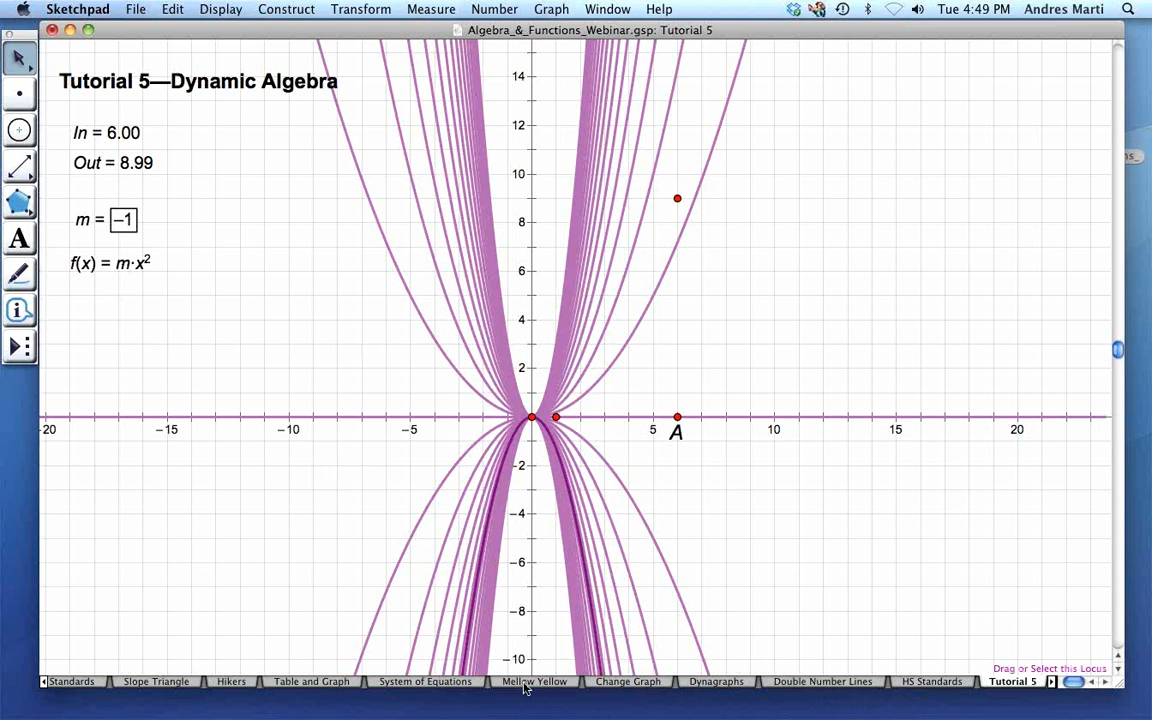 Sketchpad File Edit Display Construct Transform Measure Number Graph Window Help Tue 4:49 PM Andres Marti
Algebra_&_Functions_Webinar.gsp: Tutorial 5
Tutorial 5—Dynamic Algebra
In = 6.00
Out = 8.99
m = −1
f(x) = m·x²
A
14
12
10
8
6
4
2
−20 −15 −10 −5 5 10 15 20
A
−2
−4
−6
−8
−10
Drag or Select this Locus
Standards Slope Triangle Hikers Table and Graph System of Equations Mellow Yellow Change Graph Dynagraphs Double Number Lines HS Standards Tutorial 5